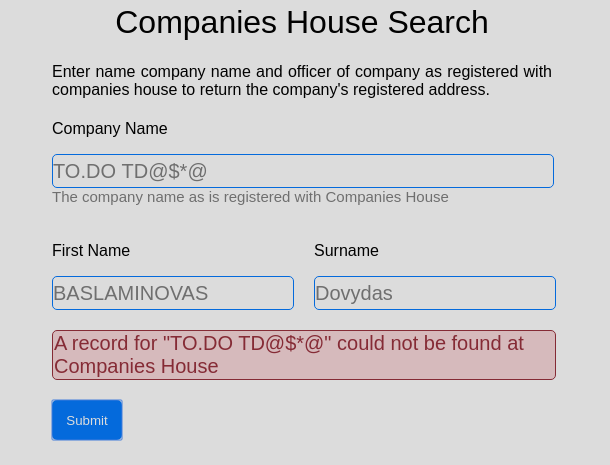 Companies House Search
Enter name company name and officer of company as registered with
companies house to return the company's registered address.
Company Name
TO.DO TD@$*@
The company name as is registered with Companies House
First Name
Surname
BASLAMINOVAS
Dovydas
A record for "TO.DO TD@$*@" could not be found at
Companies House
Submit